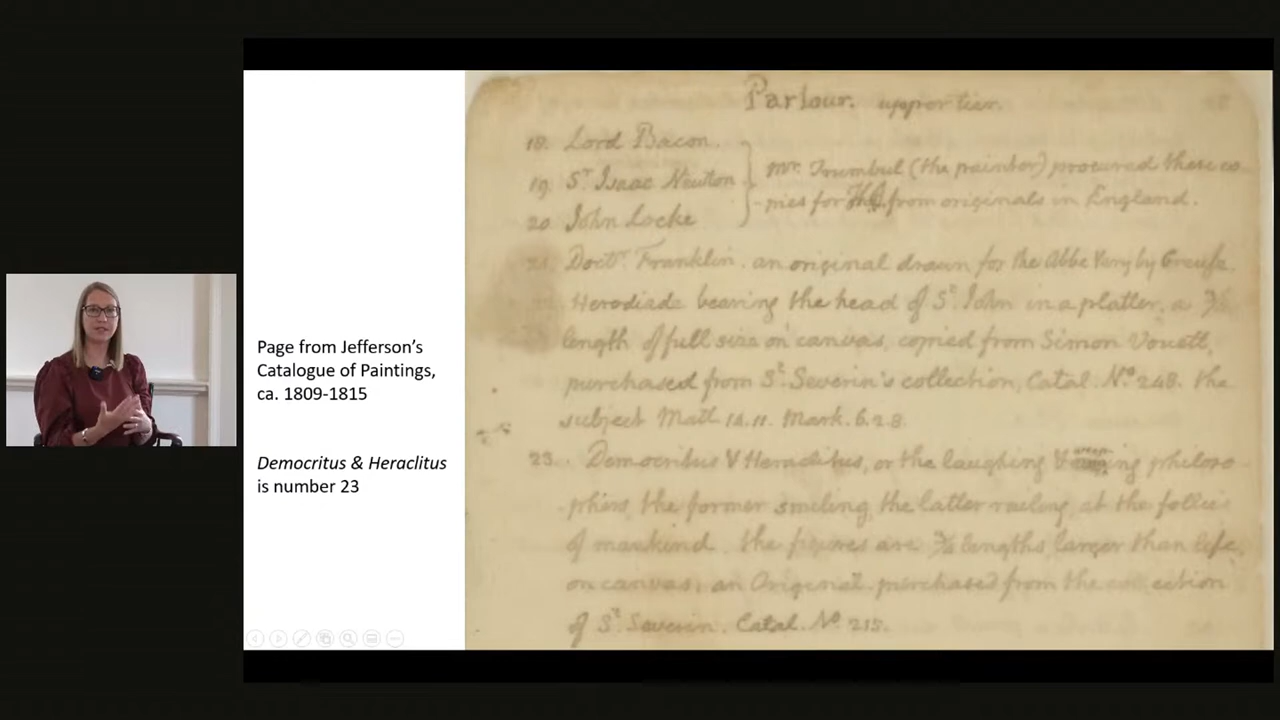 Page from Jefferson's
Catalogue of Paintings,
ca. 1809-1815
Democritus & Heraclitus
is number 23
Parlour. upper tier.
18. Lord Bacon.
19. Sr. Isaac Newton
20. John Locke
Mr. Trumbul (the painter) procured these co-
-pies for from originals in England.
Doctr. Franklin. an original drawn for the Abbe Very by Greuse.
Herodiade bearing the head of St. John in a platter, a 3/4
length of full size on canvas, copied from Simon Vouett,
purchased from St. Severin's collection, Catal. No. 248. the
subject Matt. 14.11. Mark. 6.28.
23. Democritus & Heraclitus, or the laughing & weeping philoso-
-phers, the former smiling, the latter railing, at the follies
of mankind. the figures are 3/4 lengths, larger than life,
on canvas, an Original. purchased from the collection
of St. Severin. Catal. No. 215.